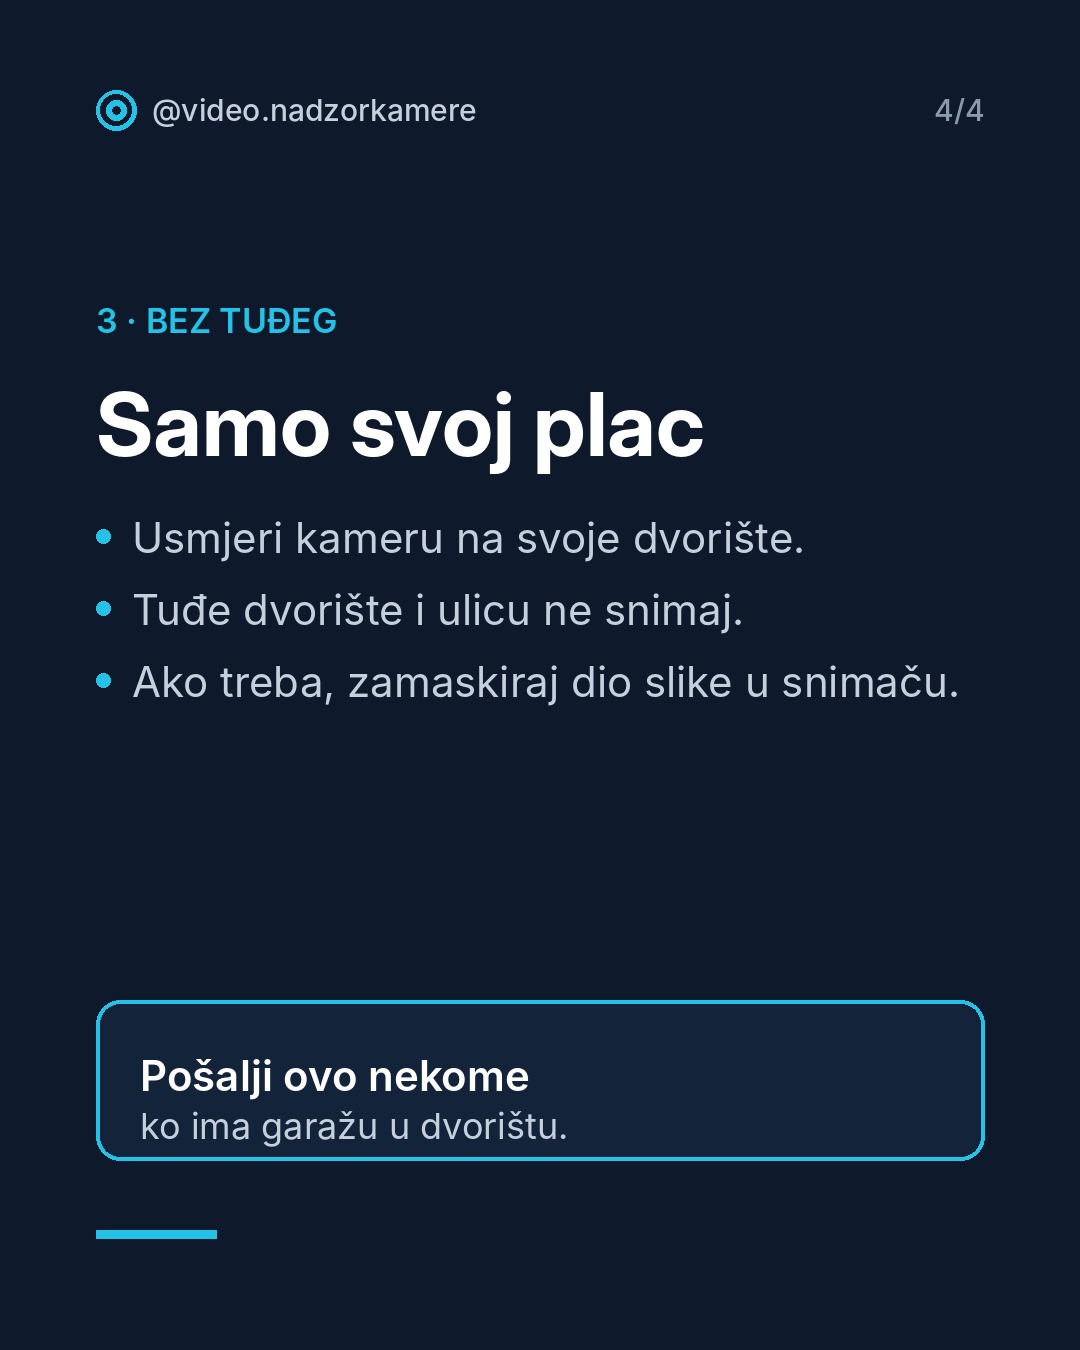 @video.nadzorkamere
4/4
3 · BEZ TUĐEG
Samo svoj plac
• Usmjeri kameru na svoje dvorište.
• Tuđe dvorište i ulicu ne snimaj.
• Ako treba, zamaskiraj dio slike u snimaču.
Pošalji ovo nekome
ko ima garažu u dvorištu.